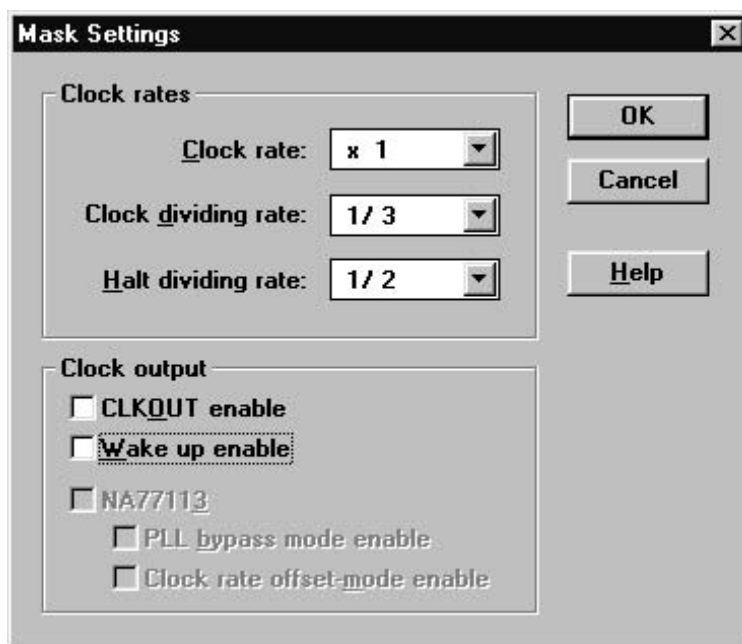 Mask Settings
Clock rates
Clock rate: x 1
Clock dividing rate: 1/ 3
Halt dividing rate: 1/ 2
OK
Cancel
Help
Clock output
CLKOUT enable
Wake up enable
NA77113
PLL bypass mode enable
Clock rate offset-mode enable